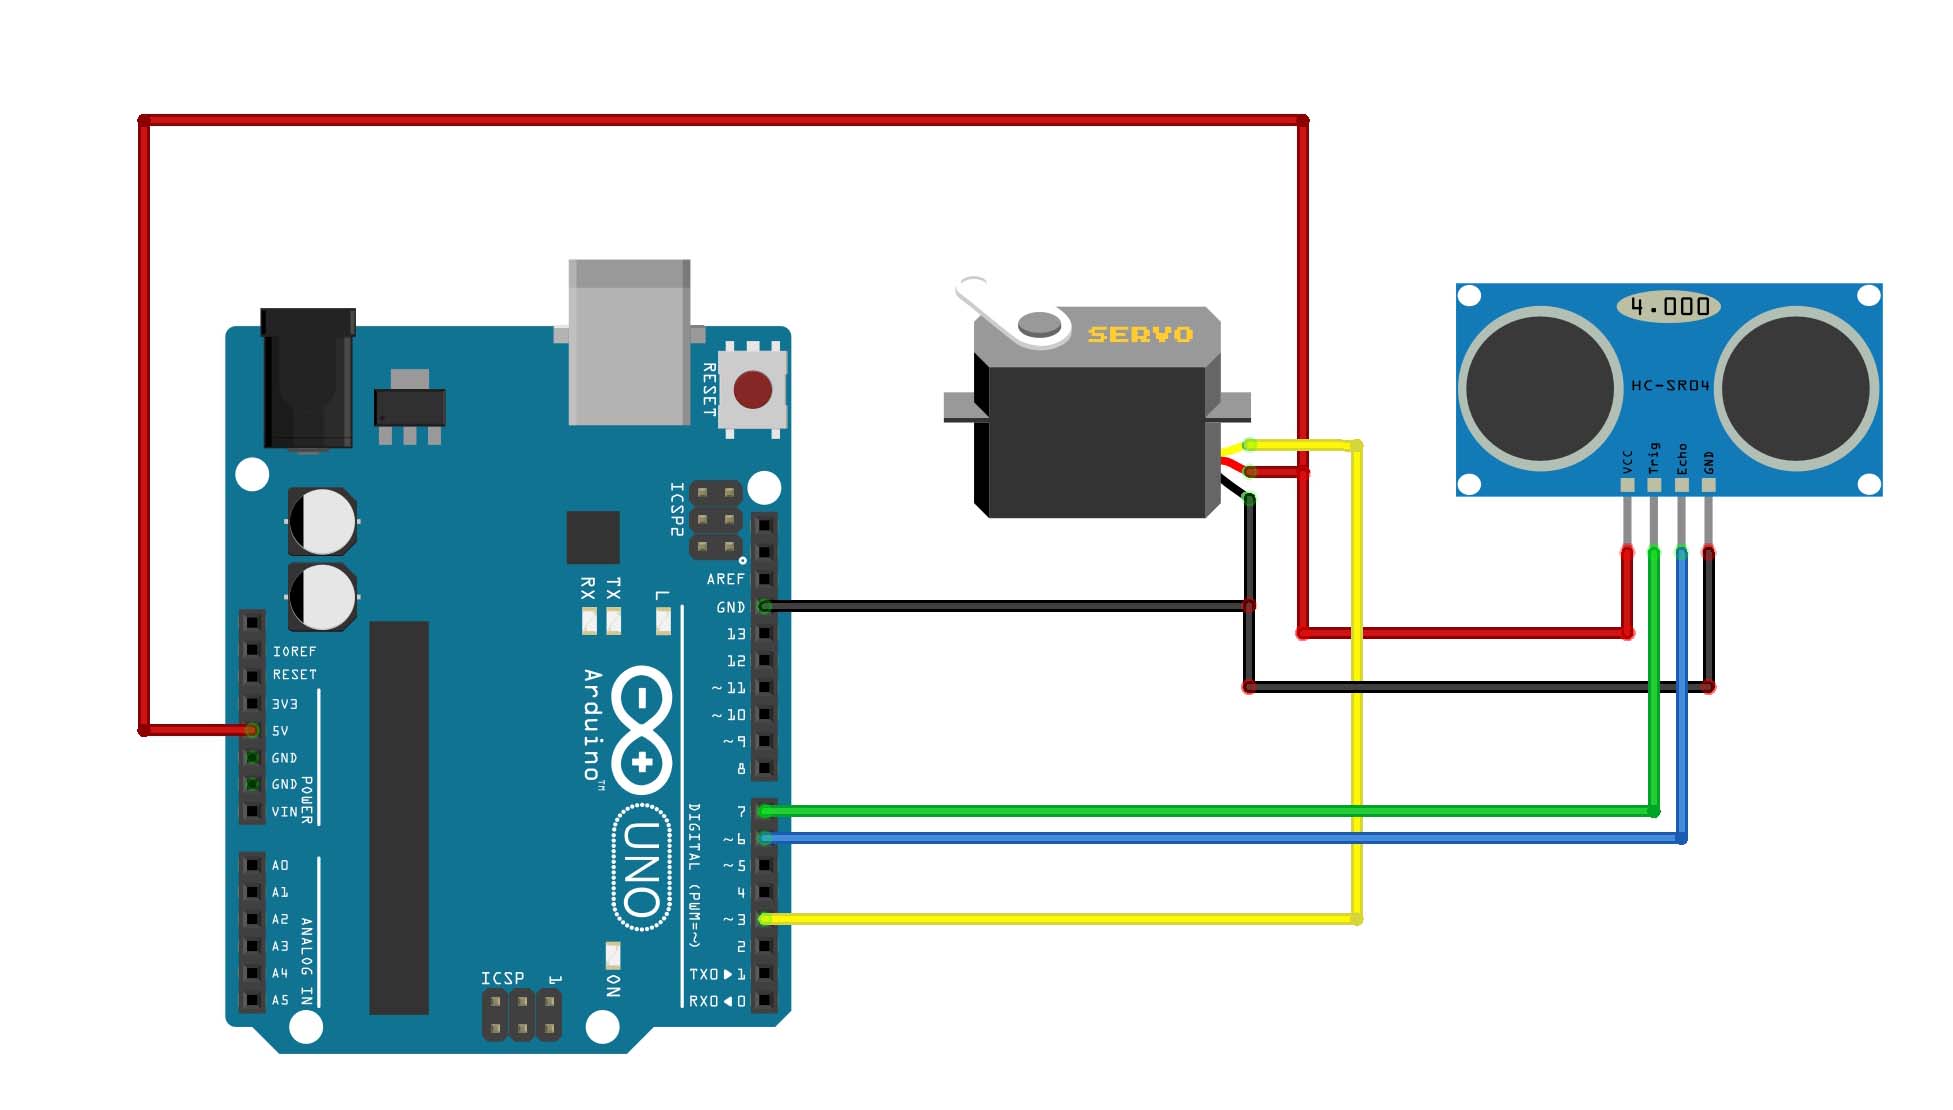 SERVO
4.000
HC-SR04
VCC
Trig
Echo
GND
RESET
ICSP2
AREF
GND
13
12
~11
~10
~9
8
7
~6
~5
4
~3
2
TX0▶1
RX0◀0
DIGITAL (PWM=~)
RX
TX
L
Arduino™
UNO
ON
ICSP
1
IOREF
RESET
3V3
5V
GND
GND
VIN
POWER
A0
A1
A2
A3
A4
A5
ANALOG IN